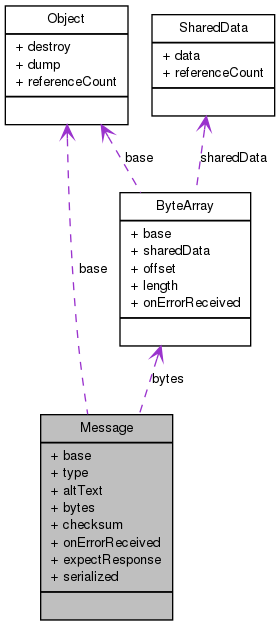 Object
+ destroy
+ dump
+ referenceCount
SharedData
+ data
+ referenceCount
base
sharedData
ByteArray
+ base
+ sharedData
+ offset
+ length
+ onErrorReceived
base
bytes
Message
+ base
+ type
+ altText
+ bytes
+ checksum
+ onErrorReceived
+ expectResponse
+ serialized